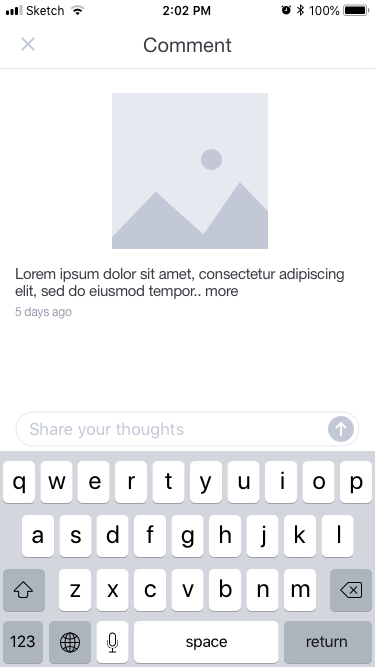 Sketch 2:02 PM 100%
Comment
Lorem ipsum dolor sit amet, consectetur adipiscing
elit, sed do eiusmod tempor.. more
5 days ago
Share your thoughts
q w e r t y u i o p
a s d f g h j k l
z x c v b n m
123 space return